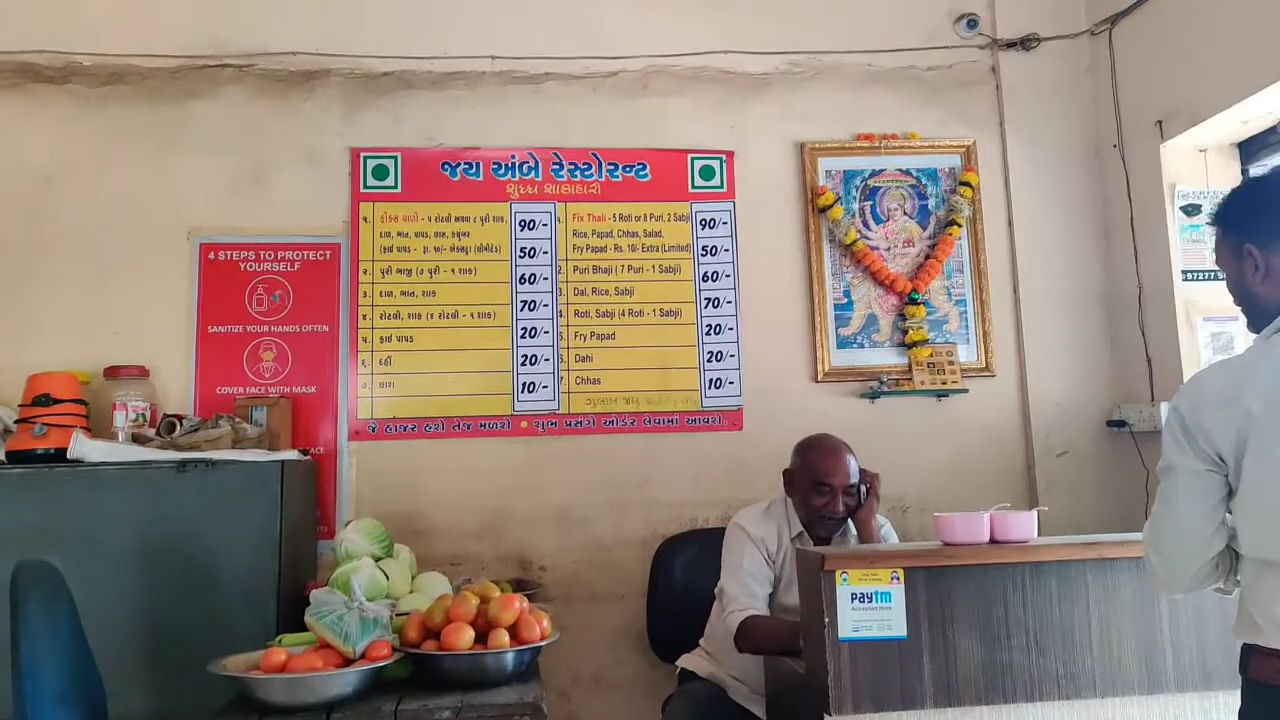 4 STEPS TO PROTECT
YOURSELF
SANITIZE YOUR HANDS OFTEN
COVER FACE WITH MASK
જય અંબે રેસ્ટોરન્ટ
શુધ્ધ શાકાહારી
૧. ફીક્સ થાળી - ૫ રોટલી અથવા ૮ પુરી શાક,
દાળ, ભાત, પાપડ, છાસ, કચુંબર 90/-
(ફ્રાઈ પાપડ - રૂા. ૧૦/- એક્સટ્રા (લીમીટેડ) 50/-
૨. પુરી ભાજી (૭ પુરી - ૧ શાક) 60/-
૩. દાળ, ભાત, શાક 70/-
૪. રોટલી, શાક (૪ રોટલી - ૧ શાક) 20/-
૫. ફ્રાઈ પાપડ 20/-
૬. દહીં 10/-
૭. છાશ
Fix Thali - 5 Roti or 8 Puri, 2 Sabji
Rice, Papad, Chhas, Salad, 90/-
Fry Papad - Rs. 10/- Extra (Limited) 50/-
2. Puri Bhaji ( 7 Puri - 1 Sabji) 60/-
3. Dal, Rice, Sabji 70/-
4. Roti, Sabji (4 Roti - 1 Sabji) 20/-
5. Fry Papad 20/-
6. Dahi 10/-
7. Chhas
જે હાજર હશે તેજ મળશે • શુભ પ્રસંગે ઓર્ડર લેવામાં આવશે.
paytm
Accepted Here